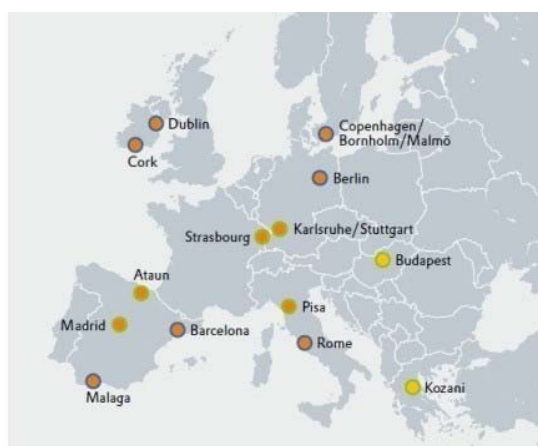 Dublin
Cork
Copenhagen/
Bornholm/Malmö
Berlin
Karlsruhe/Stuttgart
Strasbourg
Budapest
Ataun
Pisa
Madrid
Barcelona
Rome
Malaga
Kozani